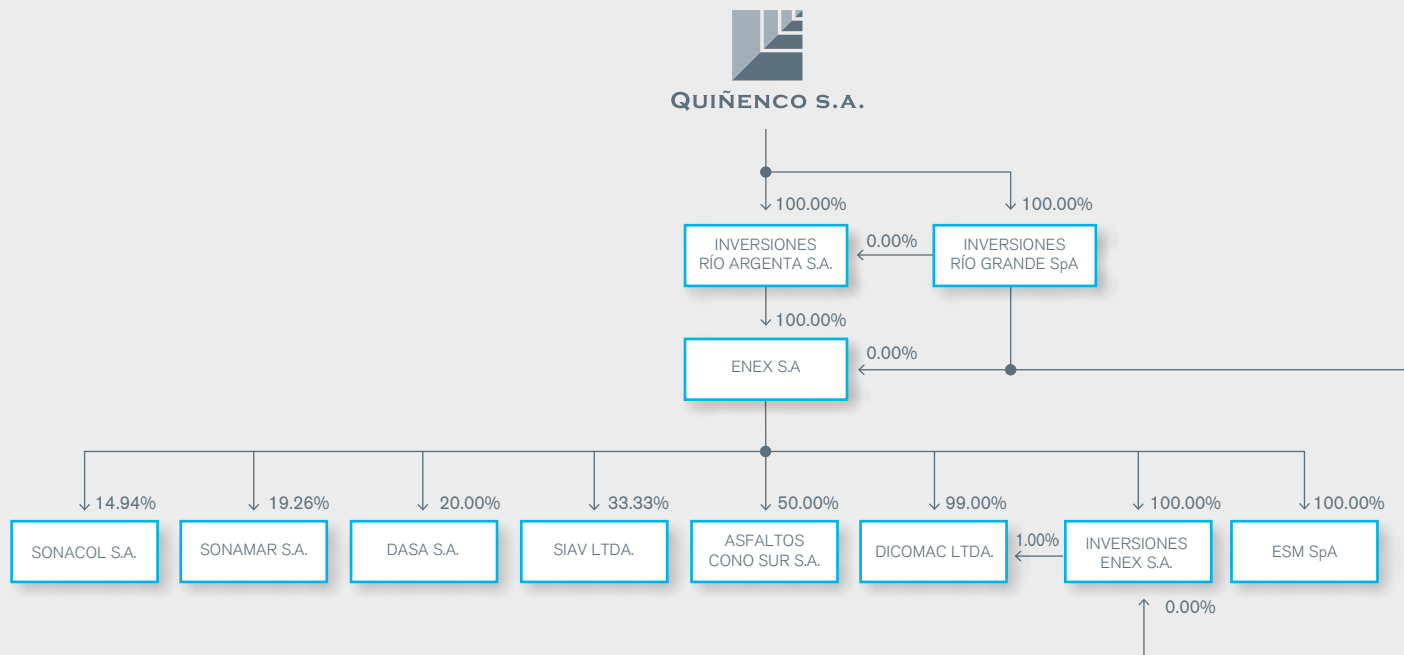 QUIÑENCO S.A.
100.00%
100.00%
INVERSIONES
RÍO ARGENTA S.A.
0.00%
INVERSIONES
RÍO GRANDE SpA
100.00%
ENEX S.A
0.00%
14.94%
19.26%
20.00%
33.33%
50.00%
99.00%
100.00%
100.00%
SONACOL S.A.
SONAMAR S.A.
DASA S.A.
SIAV LTDA.
ASFALTOS
CONO SUR S.A.
DICOMAC LTDA.
1.00%
INVERSIONES
ENEX S.A.
ESM SpA
0.00%